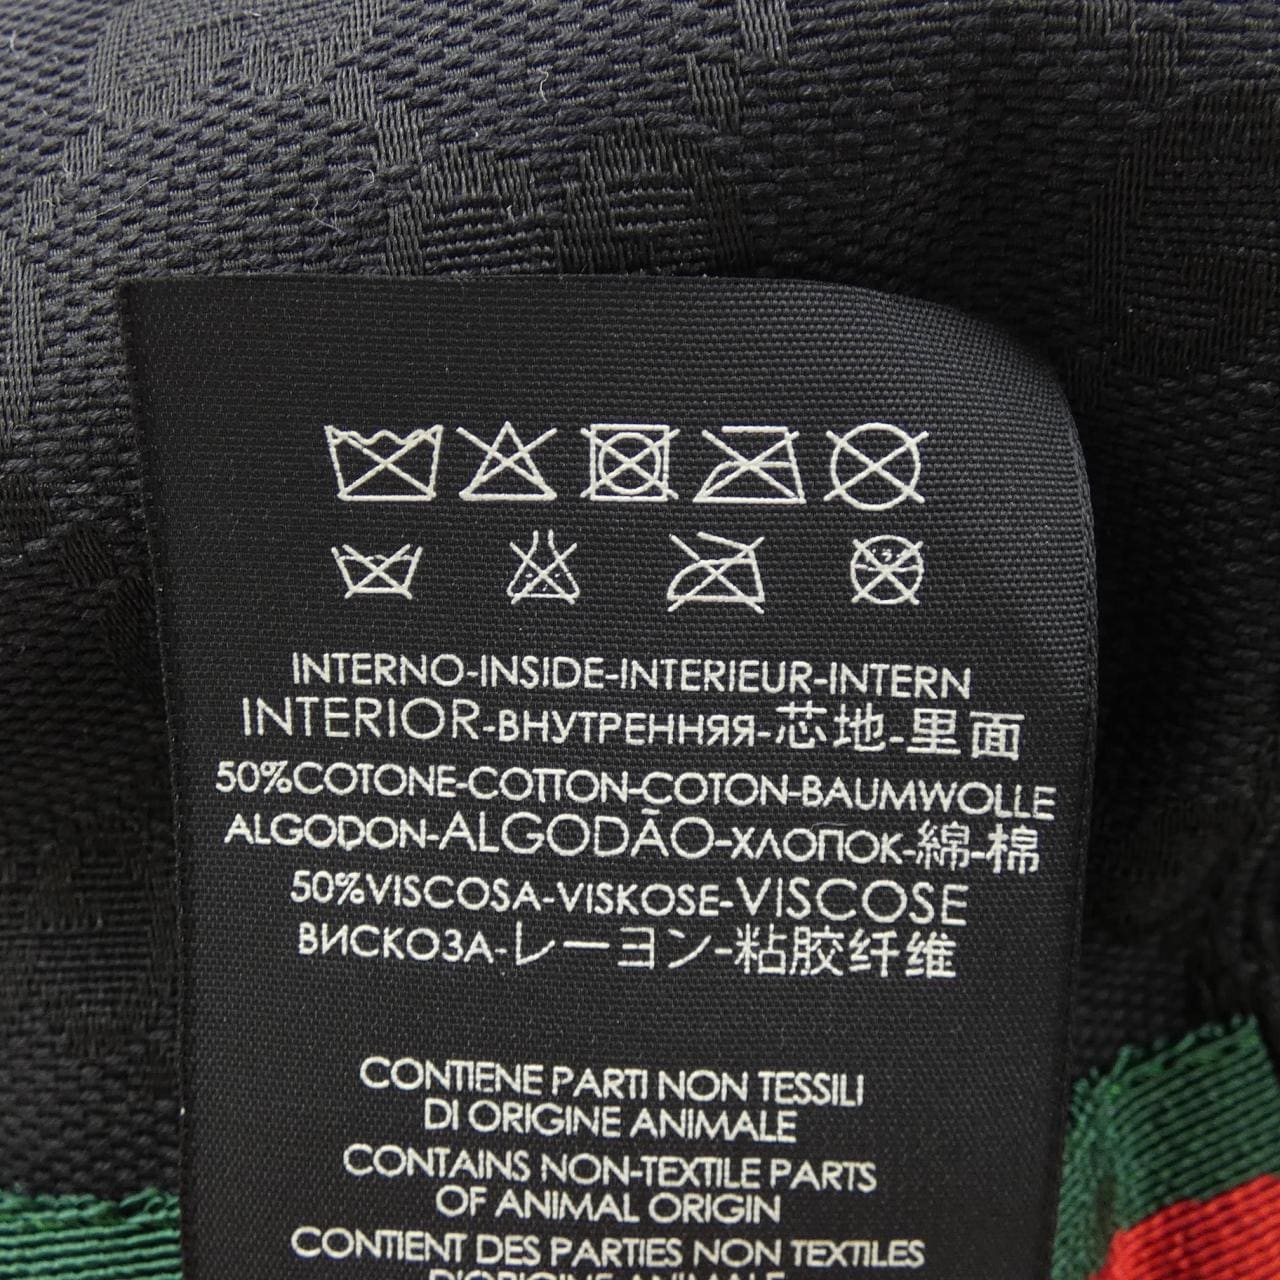 INTERNO-INSIDE-INTERIEUR-INTERN
INTERIOR-ВНУТРЕННЯЯ-芯地-里面
50%COTONE-COTTON-COTON-BAUMWOLLE
ALGODON-ALGODÃO-ХЛОПОК-綿-棉
50%VISCOSA-VISKOSE-VISCOSE
ВИСКОЗА-レーヨン-粘胶纤维
CONTIENE PARTI NON TESSILI
DI ORIGINE ANIMALE
CONTAINS NON-TEXTILE PARTS
OF ANIMAL ORIGIN
CONTIENT DES PARTIES NON TEXTILES
D'ORIGINE ANIMALE